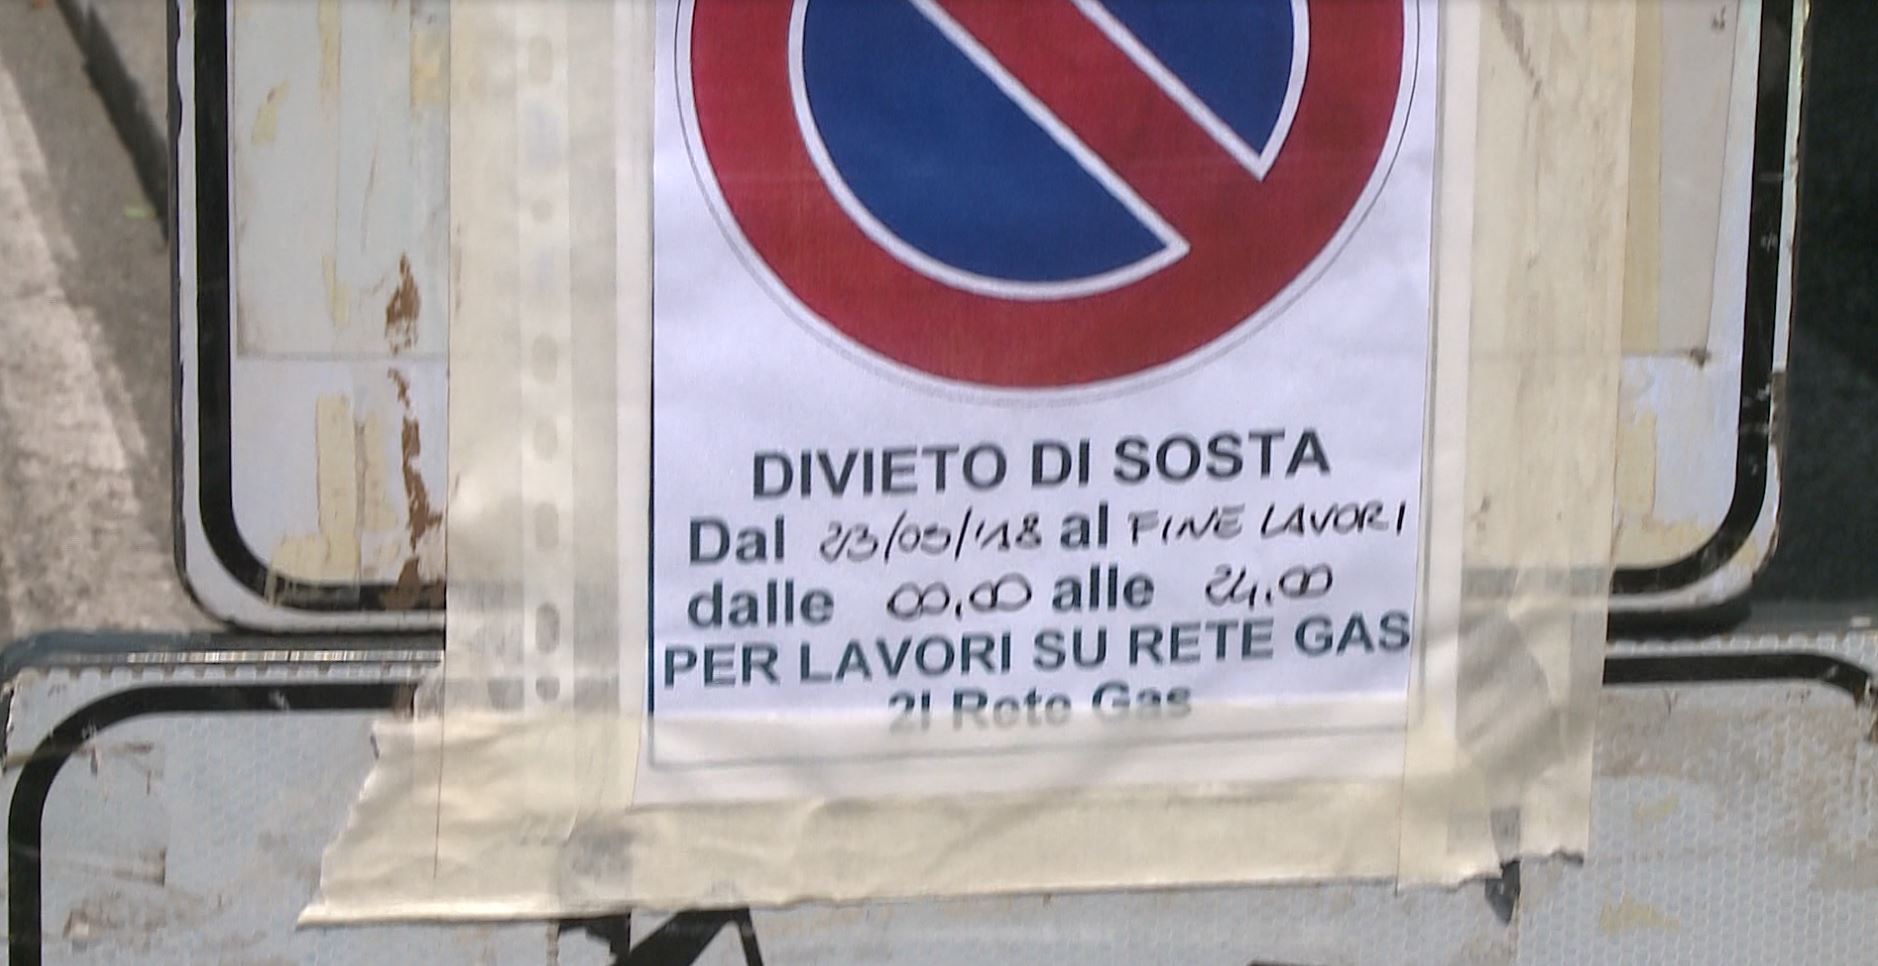 DIVIETO DI SOSTA
Dal 23/05/'18 al FINE LAVORI
dalle 00,00 alle 24.00
PER LAVORI SU RETE GAS
2I Rete Gas